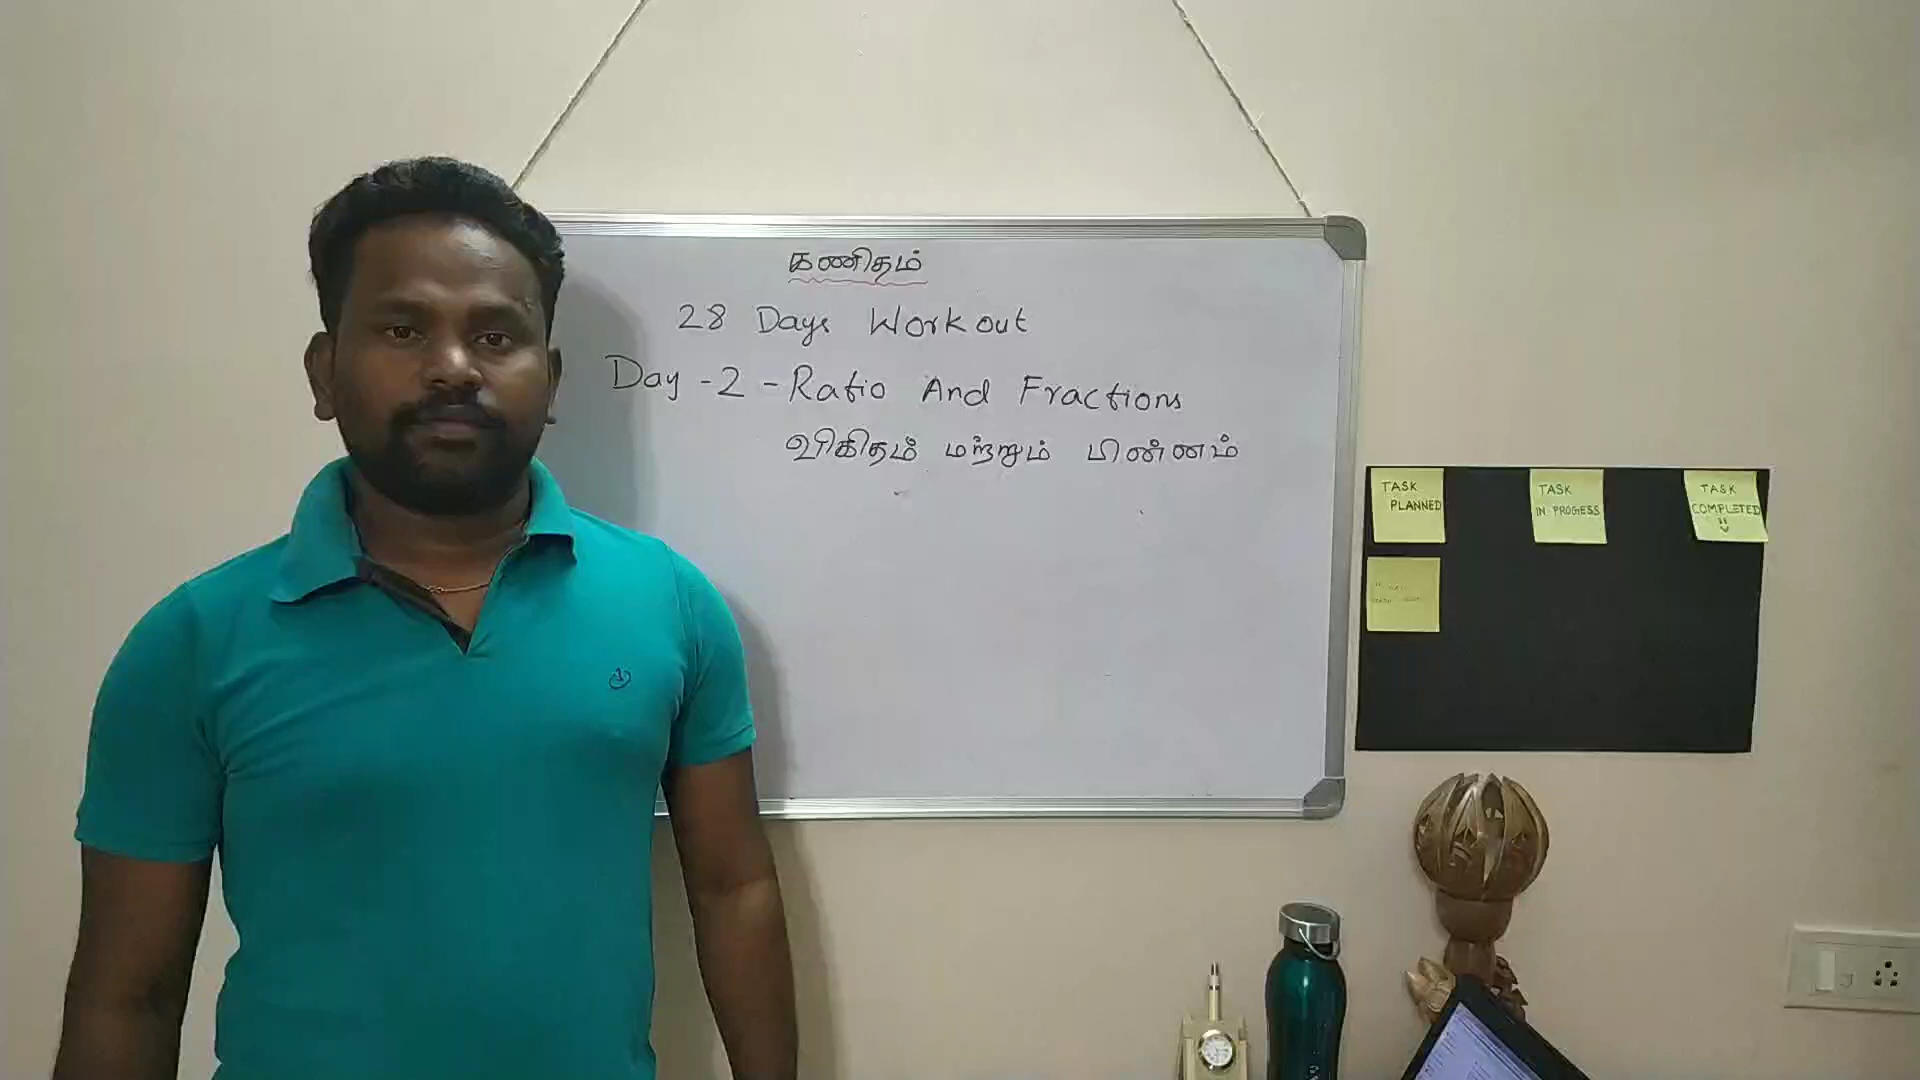 கணிதம்
28 Days Workout
Day - 2 - Ratio And Fractions
விகிதம் மற்றும் பின்னம்
TASK
PLANNED
TASK
IN PROGESS
TASK
COMPLETED